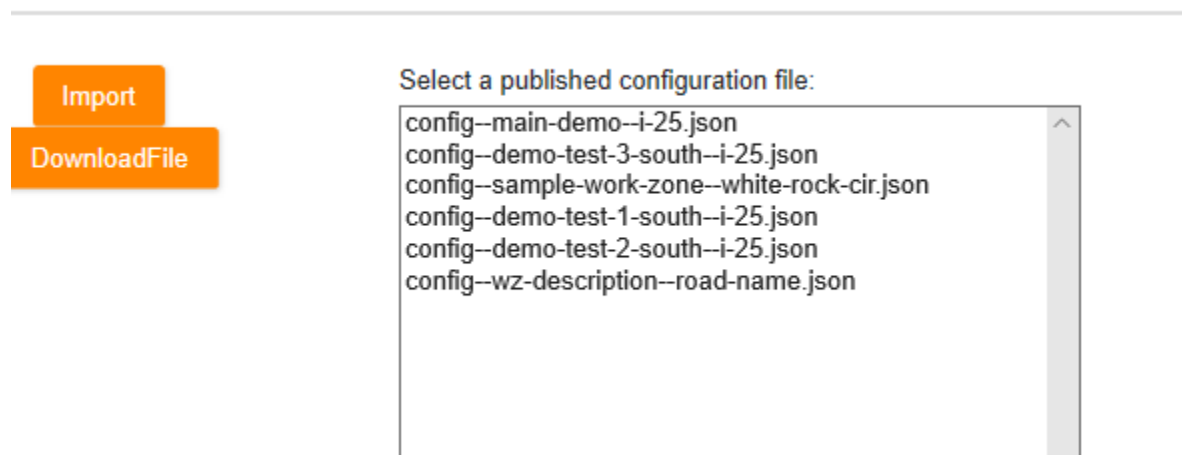 Import
DownloadFile
Select a published configuration file:
config--main-demo--i-25.json
config--demo-test-3-south--i-25.json
config--sample-work-zone--white-rock-cir.json
config--demo-test-1-south--i-25.json
config--demo-test-2-south--i-25.json
config--wz-description--road-name.json